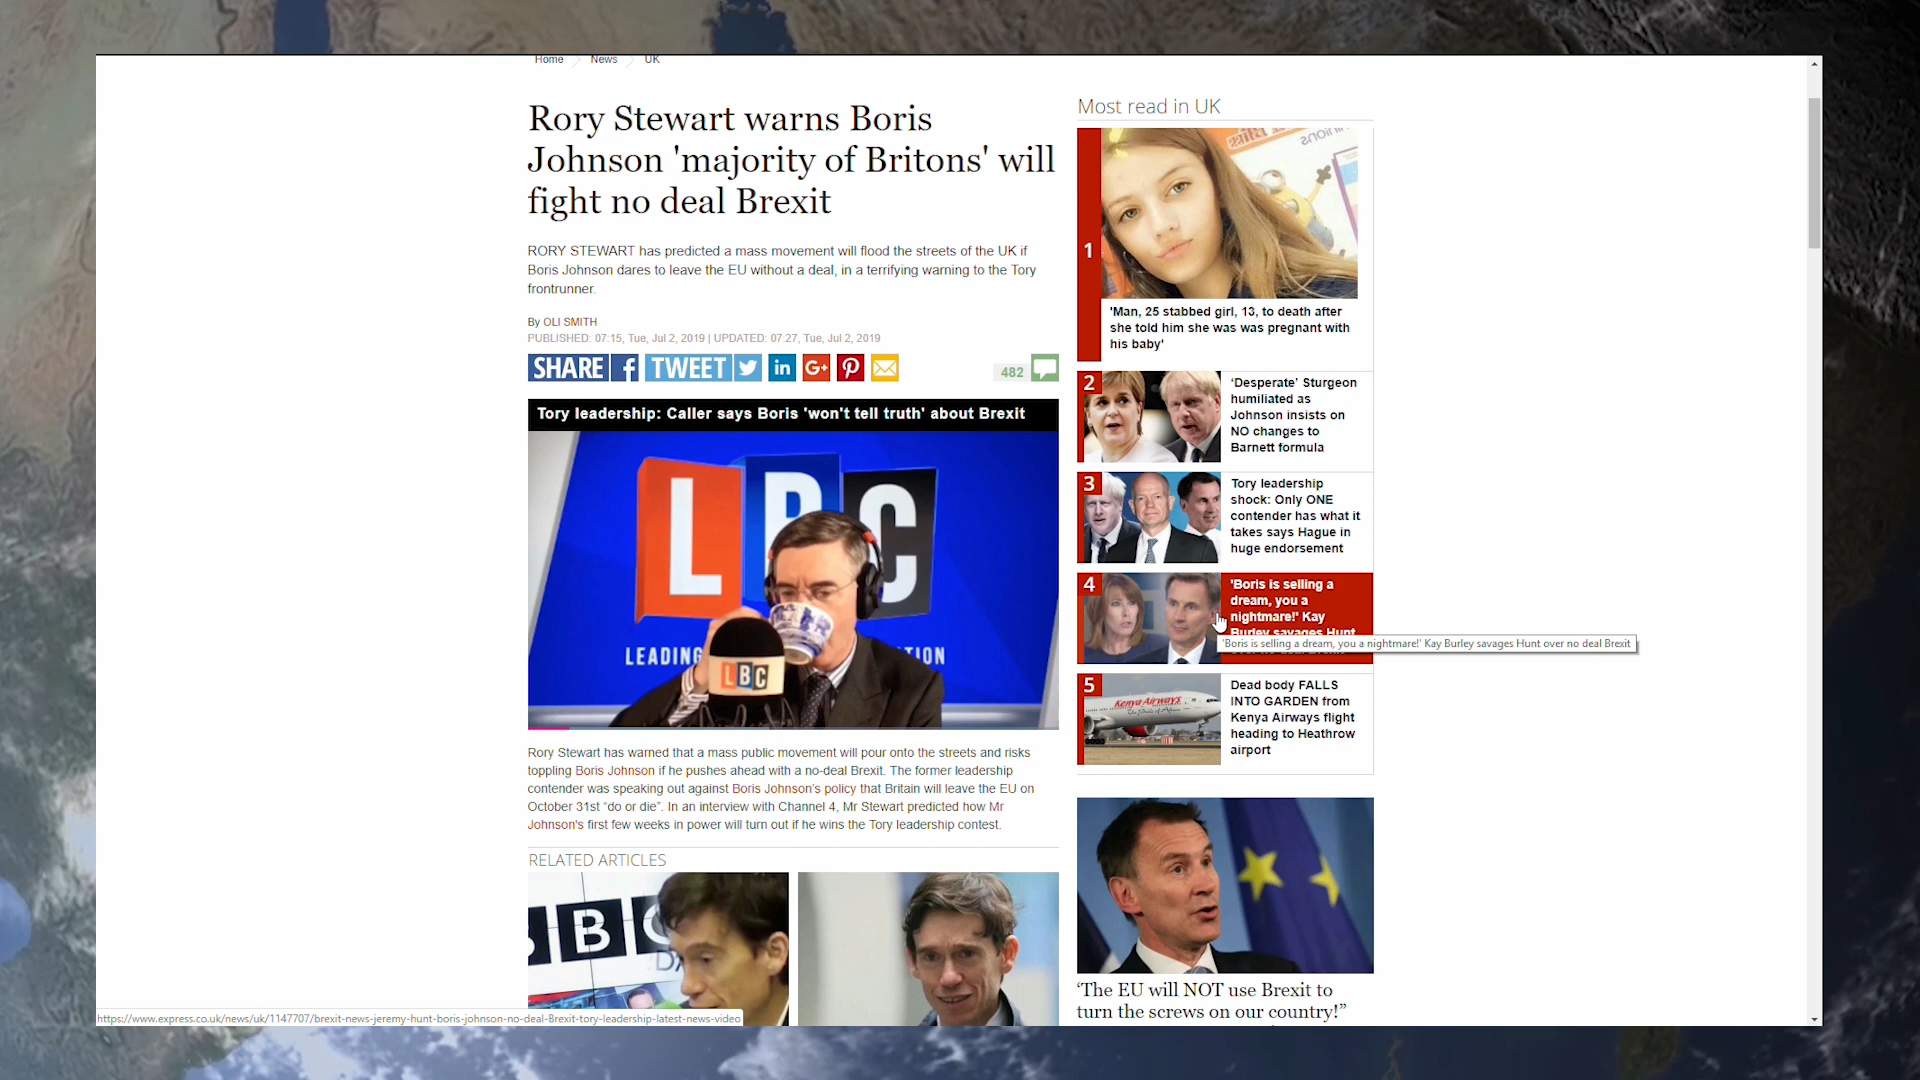 Home
News
UK
Rory Stewart warns Boris
Johnson 'majority of Britons' will
fight no deal Brexit
RORY STEWART has predicted a mass movement will flood the streets of the UK if
Boris Johnson dares to leave the EU without a deal, in a terrifying warning to the Tory
frontrunner.
By OLI SMITH
PUBLISHED: 07:15, Tue, Jul 2, 2019 | UPDATED: 07:27, Tue, Jul 2, 2019
SHARE
TWEET
in
G+
482
Tory leadership: Caller says Boris 'won't tell truth' about Brexit
LBC
LEADING
LBC
Rory Stewart has warned that a mass public movement will pour onto the streets and risks
toppling Boris Johnson if he pushes ahead with a no-deal Brexit. The former leadership
contender was speaking out against Boris Johnson's policy that Britain will leave the EU on
October 31st “do or die”. In an interview with Channel 4, Mr Stewart predicted how Mr
Johnson's first few weeks in power will turn out if he wins the Tory leadership contest.
RELATED ARTICLES
BBC
Most read in UK
1
'Man, 25 stabbed girl, 13, to death after
she told him she was was pregnant with
his baby'
2
‘Desperate’ Sturgeon
humiliated as
Johnson insists on
NO changes to
Barnett formula
3
Tory leadership
shock: Only ONE
contender has what it
takes says Hague in
huge endorsement
4
'Boris is selling a
dream, you a
nightmare!' Kay
Burley savages Hunt
'Boris is selling a dream, you a nightmare!' Kay Burley savages Hunt over no deal Brexit
5
Kenya Airways
Dead body FALLS
INTO GARDEN from
Kenya Airways flight
heading to Heathrow
airport
‘The EU will NOT use Brexit to
turn the screws on our country!”
https://www.express.co.uk/news/uk/1147707/brexit-news-jeremy-hunt-boris-johnson-no-deal-Brexit-tory-leadership-latest-news-video